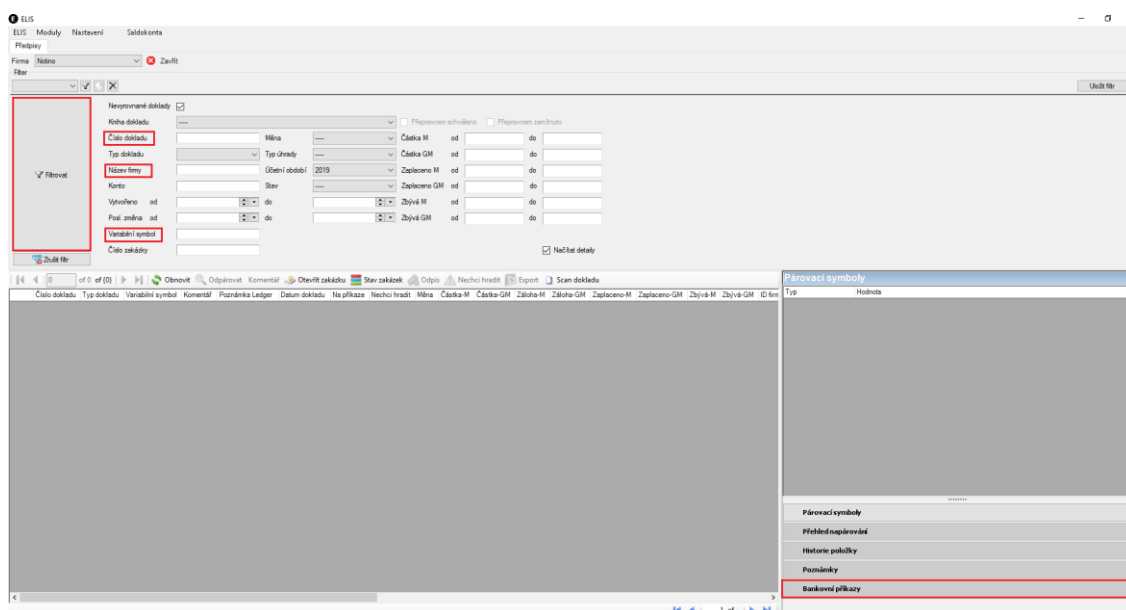 ELIS
ELIS Moduly Nastavení Saldokonta
Předpisy
Firma Notino Zavřít
Filter
Uložit filtr
Nevyrovnané doklady
Kniha dokladu ---- Přepravcem schváleno Přepravcem zamítnuto
Číslo dokladu Měna ---- Částka M od do
Typ dokladu Typ úhrady ---- Částka GM od do
Filtrovat Název firmy Účetní období 2019 Zaplaceno M od do
Konto Stav ---- Zaplaceno GM od do
Vytvořeno od do Zbývá M od do
Posl. změna od do Zbývá GM od do
Variabilní symbol
Číslo zakázky Načítat detaily
Zrušit filtr
0 of 0 of {0} Obnovit Odpárovat Komentář Otevřít zakázku Stav zakázek Odpis Nechci hradit Export Scan dokladu
Číslo dokladu Typ dokladu Variabilní symbol Komentář Poznámka Ledger Datum dokladu Na příkaze Nechci hradit Měna Částka-M Částka-GM Záloha-M Záloha-GM Zaplaceno-M Zaplaceno-GM Zbývá-M Zbývá-GM ID firm
Párovací symboly
Typ Hodnota
Párovací symboly
Přehled napárování
Historie položky
Poznámky
Bankovní příkazy
1 of